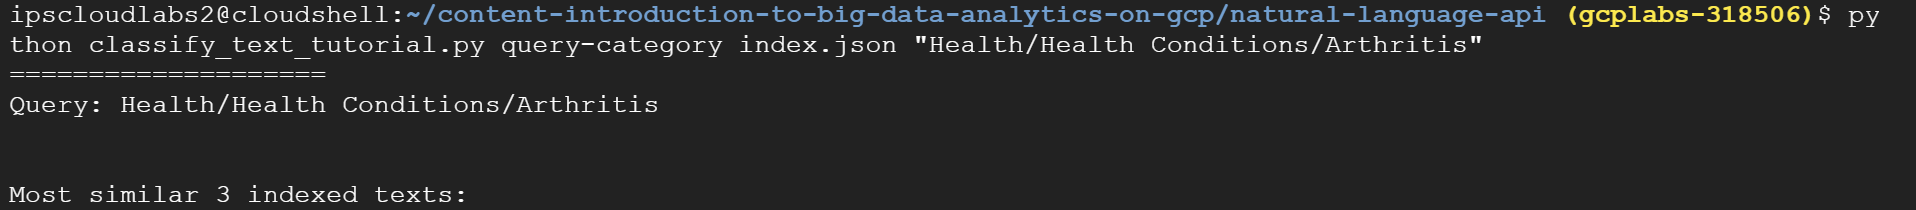 ipscloudlabs2@cloudshell:~/content-introduction-to-big-data-analytics-on-gcp/natural-language-api (gcplabs-318506)$ py
thon classify_text_tutorial.py query-category index.json "Health/Health Conditions/Arthritis"
====================
Query: Health/Health Conditions/Arthritis
Most similar 3 indexed texts: